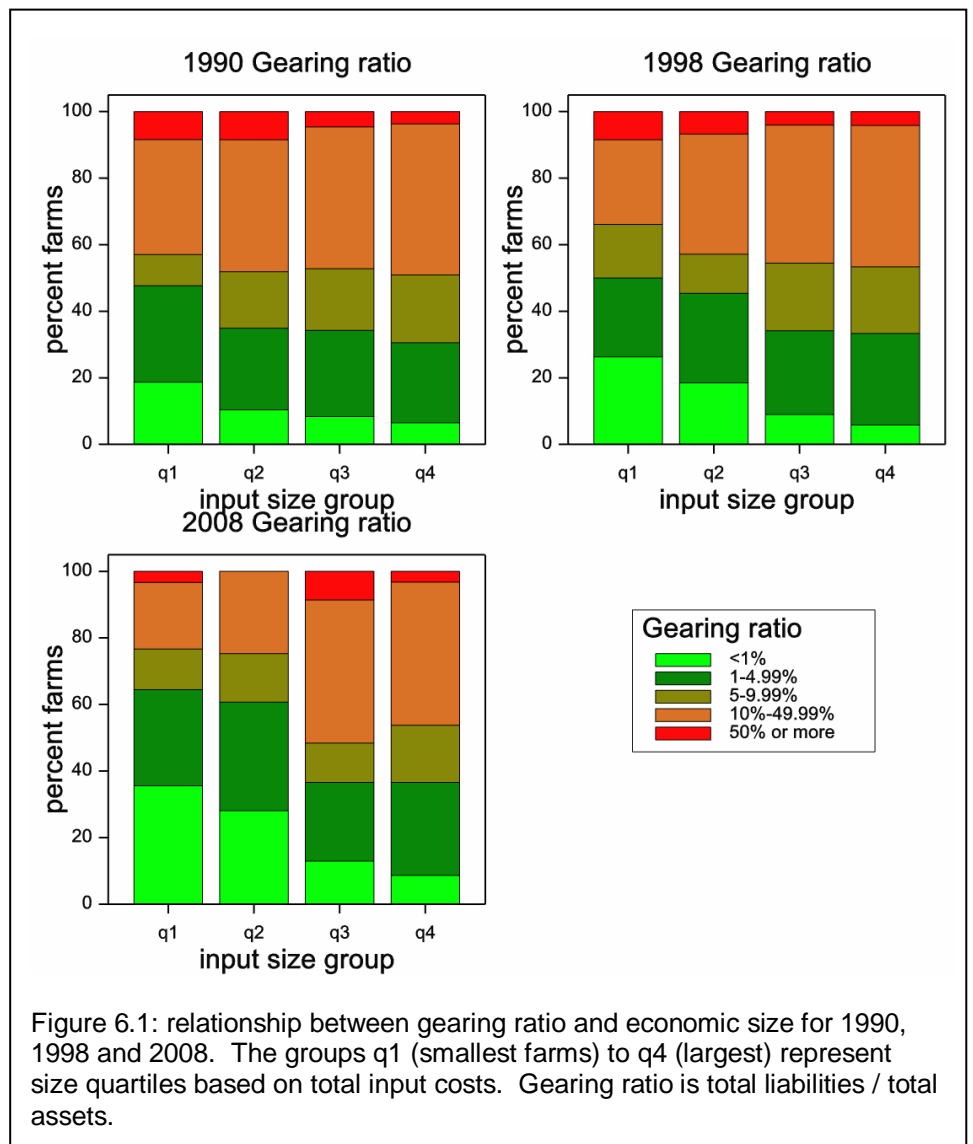 1990 Gearing ratio
percent farms
100
80
60
40
20
0
q1 q2 q3 q4
input size group
1998 Gearing ratio
percent farms
100
80
60
40
20
0
q1 q2 q3 q4
input size group
2008 Gearing ratio
percent farms
100
80
60
40
20
0
q1 q2 q3 q4
input size group
Gearing ratio
<1%
1-4.99%
5-9.99%
10%-49.99%
50% or more
Figure 6.1: relationship between gearing ratio and economic size for 1990,
1998 and 2008. The groups q1 (smallest farms) to q4 (largest) represent
size quartiles based on total input costs. Gearing ratio is total liabilities / total
assets.